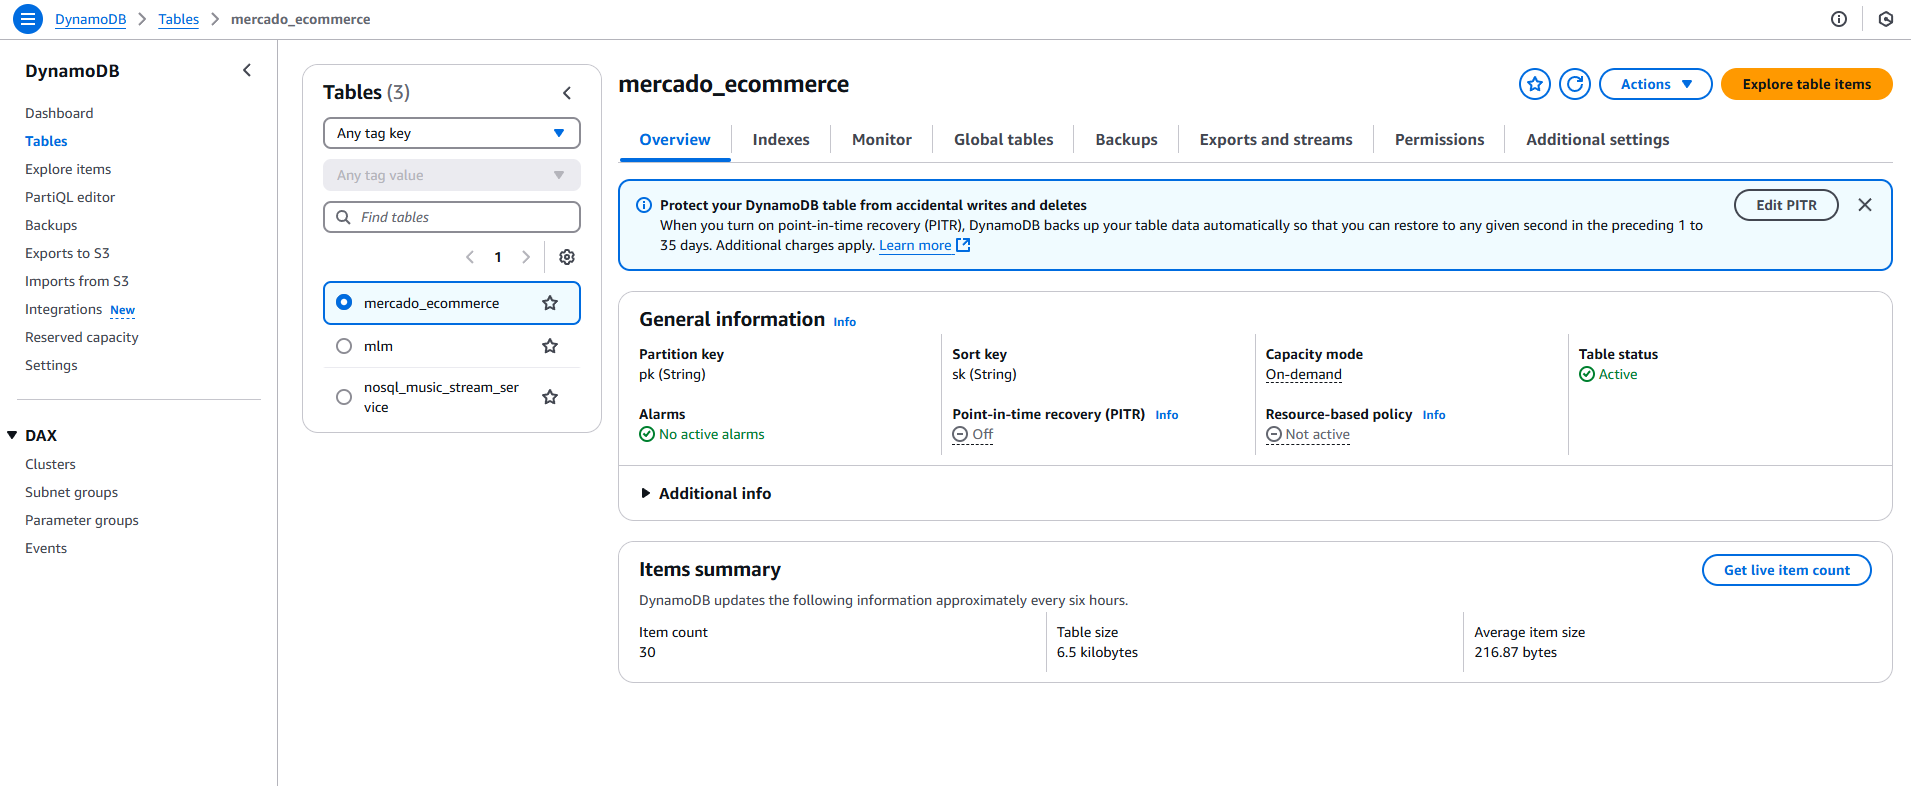 DynamoDB
Tables
mercado_ecommerce
DynamoDB
Dashboard
Tables
Explore items
PartiQL editor
Backups
Exports to S3
Imports from S3
Integrations New
Reserved capacity
Settings
DAX
Clusters
Subnet groups
Parameter groups
Events
Tables (3)
Any tag key
Any tag value
Find tables
1
mercado_ecommerce
mlm
nosql_music_stream_ser
vice
mercado_ecommerce
Actions
Explore table items
Overview
Indexes
Monitor
Global tables
Backups
Exports and streams
Permissions
Additional settings
Protect your DynamoDB table from accidental writes and deletes
When you turn on point-in-time recovery (PITR), DynamoDB backs up your table data automatically so that you can restore to any given second in the preceding 1 to
35 days. Additional charges apply. Learn more
Edit PITR
General information Info
Partition key
pk (String)
Sort key
sk (String)
Capacity mode
On-demand
Table status
Active
Alarms
No active alarms
Point-in-time recovery (PITR) Info
Off
Resource-based policy Info
Not active
Additional info
Items summary
Get live item count
DynamoDB updates the following information approximately every six hours.
Item count
30
Table size
6.5 kilobytes
Average item size
216.87 bytes